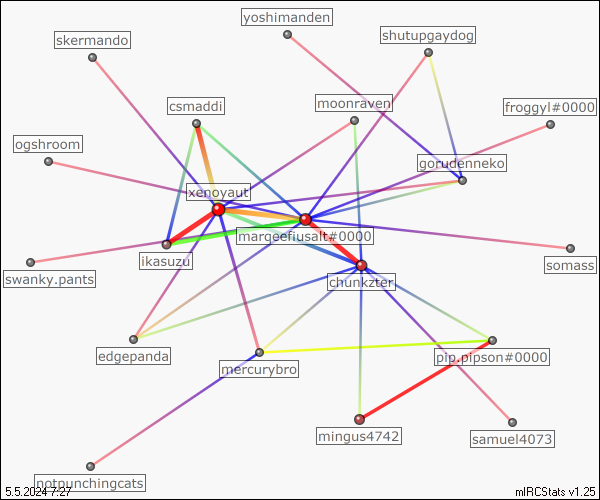 yoshimanden
skermando
shutupgaydog
csmaddi
moonraven
froggyl#0000
ogshroom
gorudenneko
xenoyaut
margeefiusalt#0000
ikasuzu
somass
swanky.pants
chunkzter
edgepanda
pip.pipson#0000
mercurybro
mingus4742
samuel4073
notpunchingcats
5.5.2024 7:27
mIRCStats v1.25